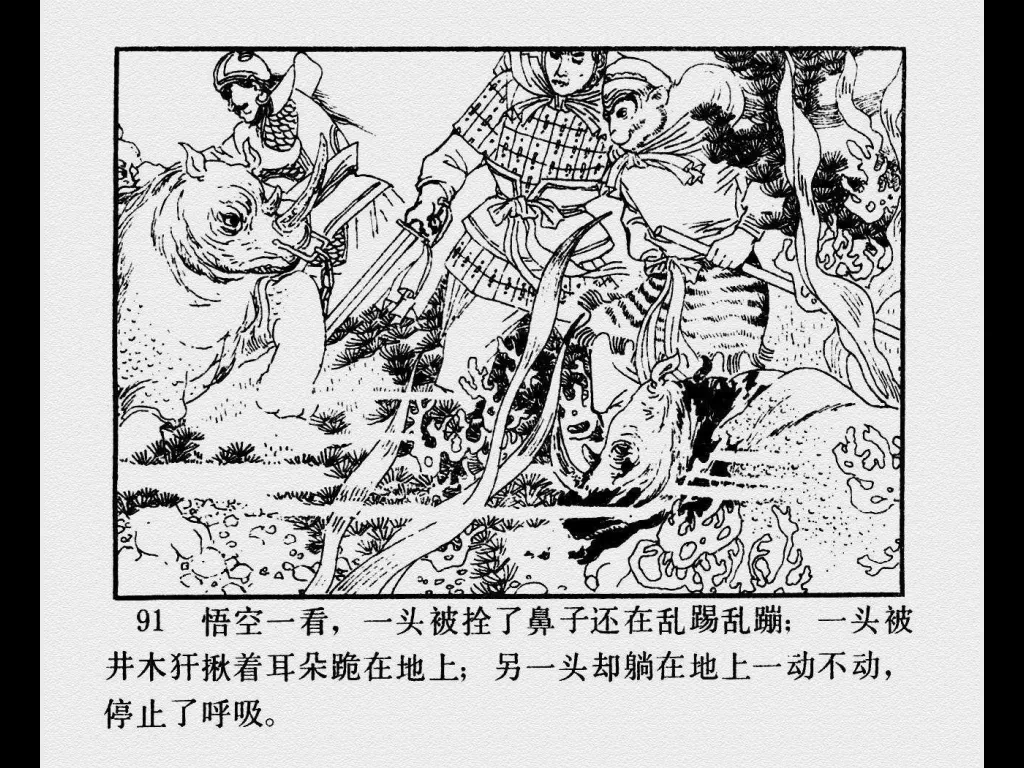 91 悟空一看，一头被拴了鼻子还在乱踢乱蹦；一头被
井木犴揪着耳朵跪在地上；另一头却躺在地上一动不动，
停止了呼吸。